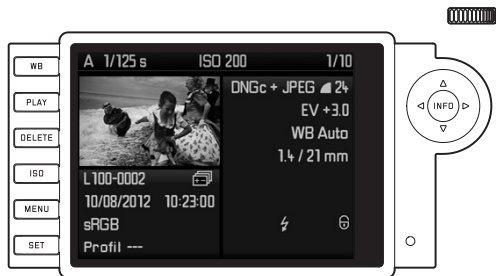 WB
PLAY
DELETE
ISO
MENU
SET
A 1/125 s ISO 200 1/10
DNGc + JPEG 24
EV +3.0
WB Auto
1.4 / 21 mm
L100-0002
10/08/2012 10:23:00
sRGB
Profil ---
INFO